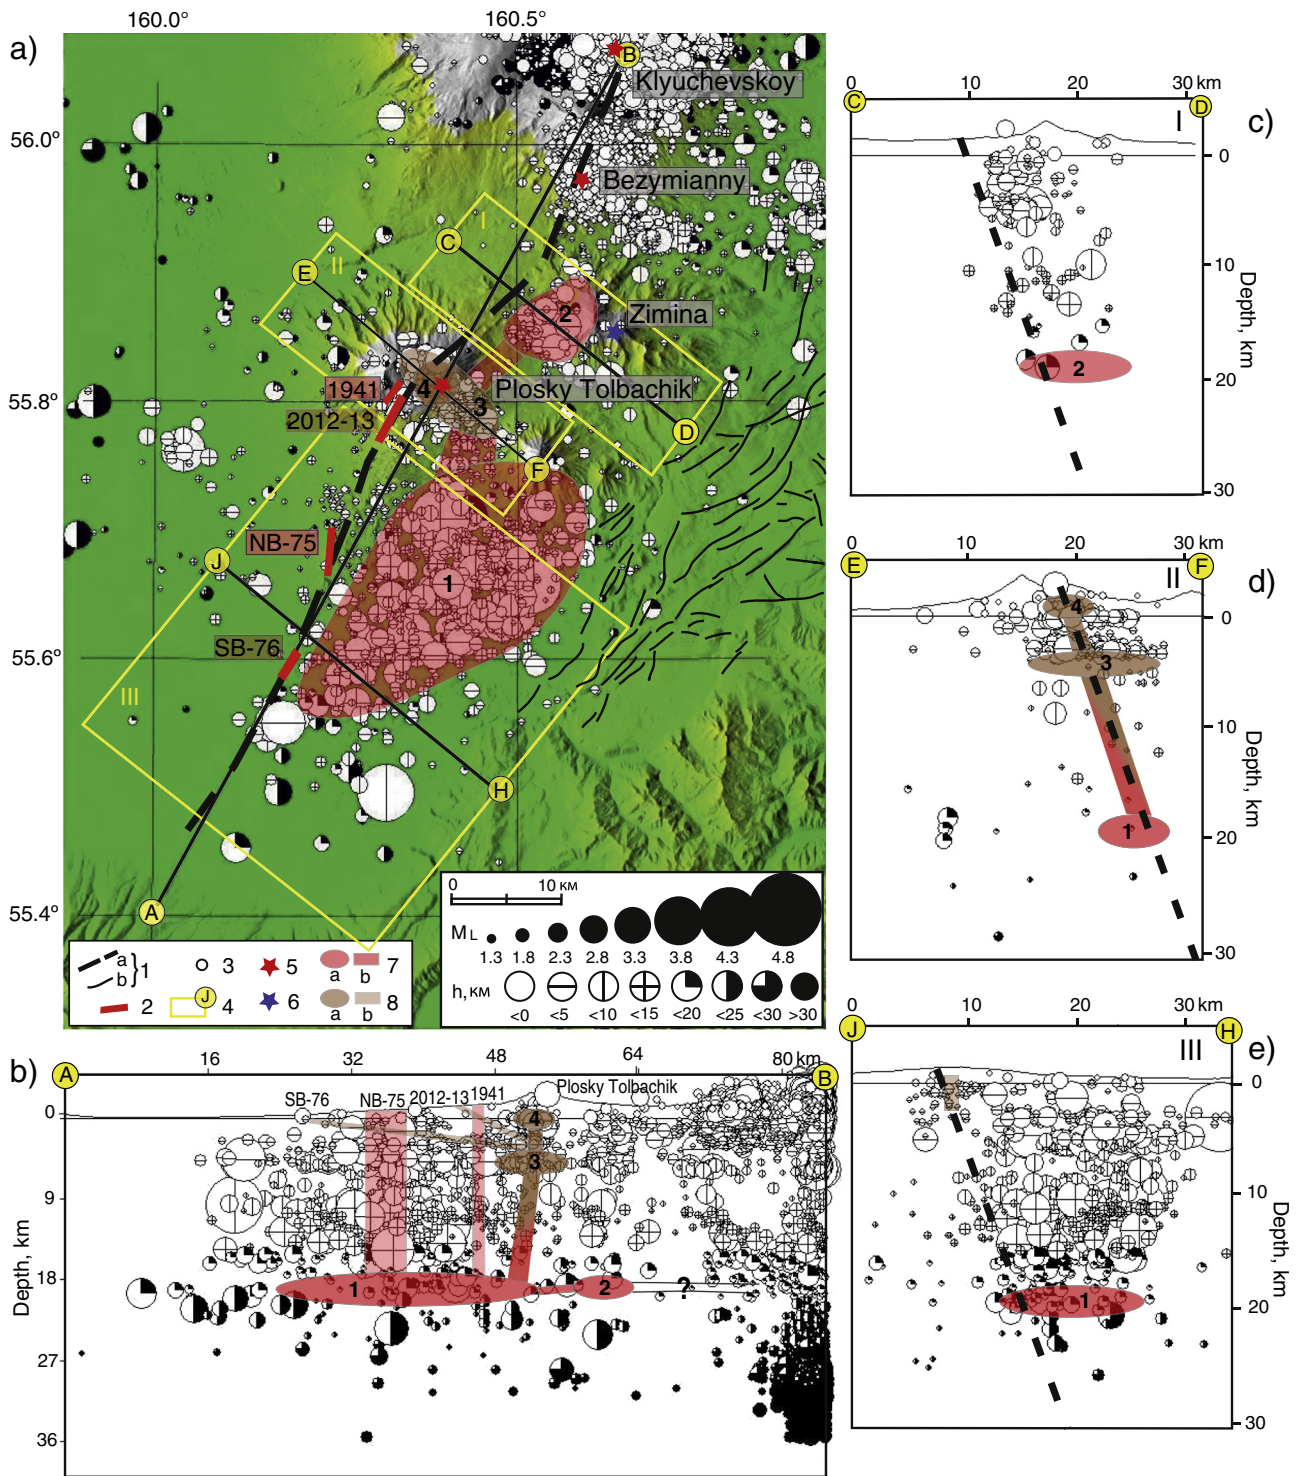 a)
160.0°
160.5°
56.0°
55.8°
55.6°
55.4°
B
Klyuchevskoy
Bezymianny
I
C
II
E
2
Zimina
1941
4
Plosky Tolbachik
2012-13
3
D
F
NB-75
J
1
SB-76
III
H
A
a
b
} 1
2
3
4
J
5
6
a
b
7
a
b
8
0
10 км
M L
1.3
1.8
2.3
2.8
3.3
3.8
4.3
4.8
h, км
<0
<5
<10
<15
<20
<25
<30
>30
b)
A
16
32
48
64
80 km
B
SB-76
NB-75
2012-13
1941
Plosky Tolbachik
4
3
1
2
?
0
9
18
27
36
Depth, km
c)
0
10
20
30 km
C
D
I
2
0
10
20
30
Depth, km
d)
0
10
20
30 km
E
F
II
4
3
1
0
10
20
30
Depth, km
e)
0
10
20
30 km
J
H
III
1
0
10
20
30
Depth, km